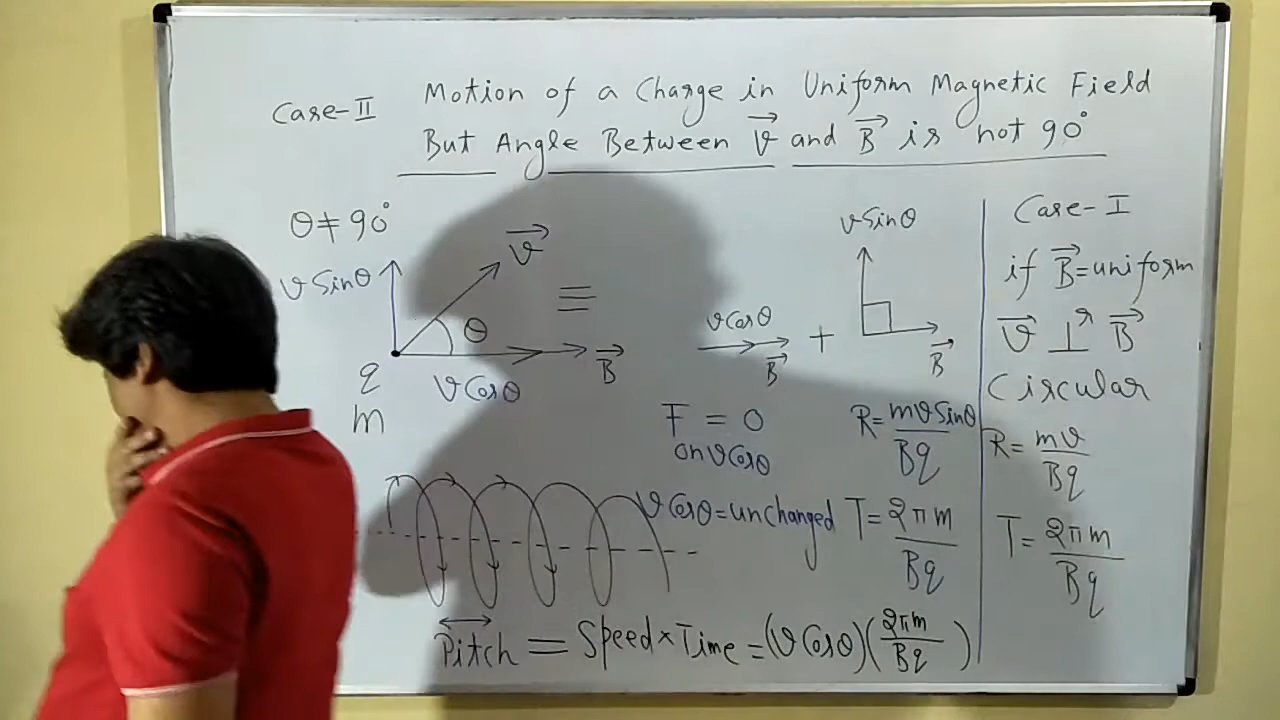 Case-II
Motion of a Charge in Uniform Magnetic Field
But Angle Between v⃗ and B⃗ is not 90°
θ≠90°
v Sinθ
v⃗
θ
B⃗
q
m
v Cosθ
≡
v Cosθ
B⃗
+
v Sinθ
B⃗
F = 0
on v Cosθ
v Cosθ = unchanged
R = mv Sinθ / Bq
T = 2πm / Bq
Pitch = Speed × Time = (v Cosθ)(2πm / Bq)
Case-I
if B⃗ = uniform
v⃗ ⊥r B⃗
Circular
R = mv / Bq
T = 2πm / Bq